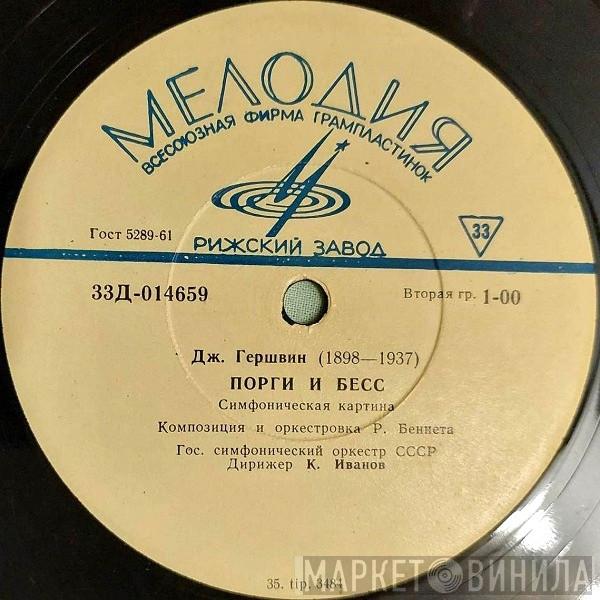 МЕЛОДИЯ
ВСЕСОЮЗНАЯ ФИРМА ГРАМПЛАСТИНОК
Гост 5289-61
РИЖСКИЙ ЗАВОД
33
33Д-014659
Вторая гр. 1-00
Дж. Гершвин (1898—1937)
ПОРГИ И БЕСС
Симфоническая картина
Композиция и оркестровка Р. Беннета
Гос. симфонический оркестр СССР
Дирижер К. Иванов
35. tip. 3484
МАРКЕТ ВИНИЛА